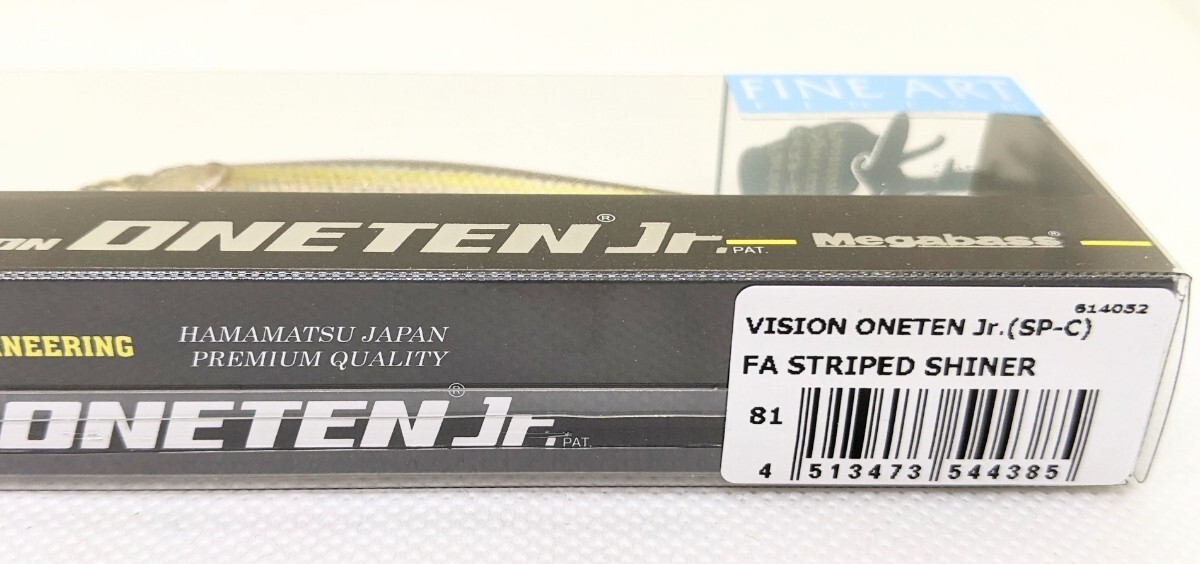 FINE ART
ON ONETEN® Jr. PAT. Megabass®
NEERING
HAMAMATSU JAPAN
PREMIUM QUALITY
ONETEN® Jr. PAT.
614052
VISION ONETEN Jr.(SP-C)
FA STRIPED SHINER
81
4 513473 544385